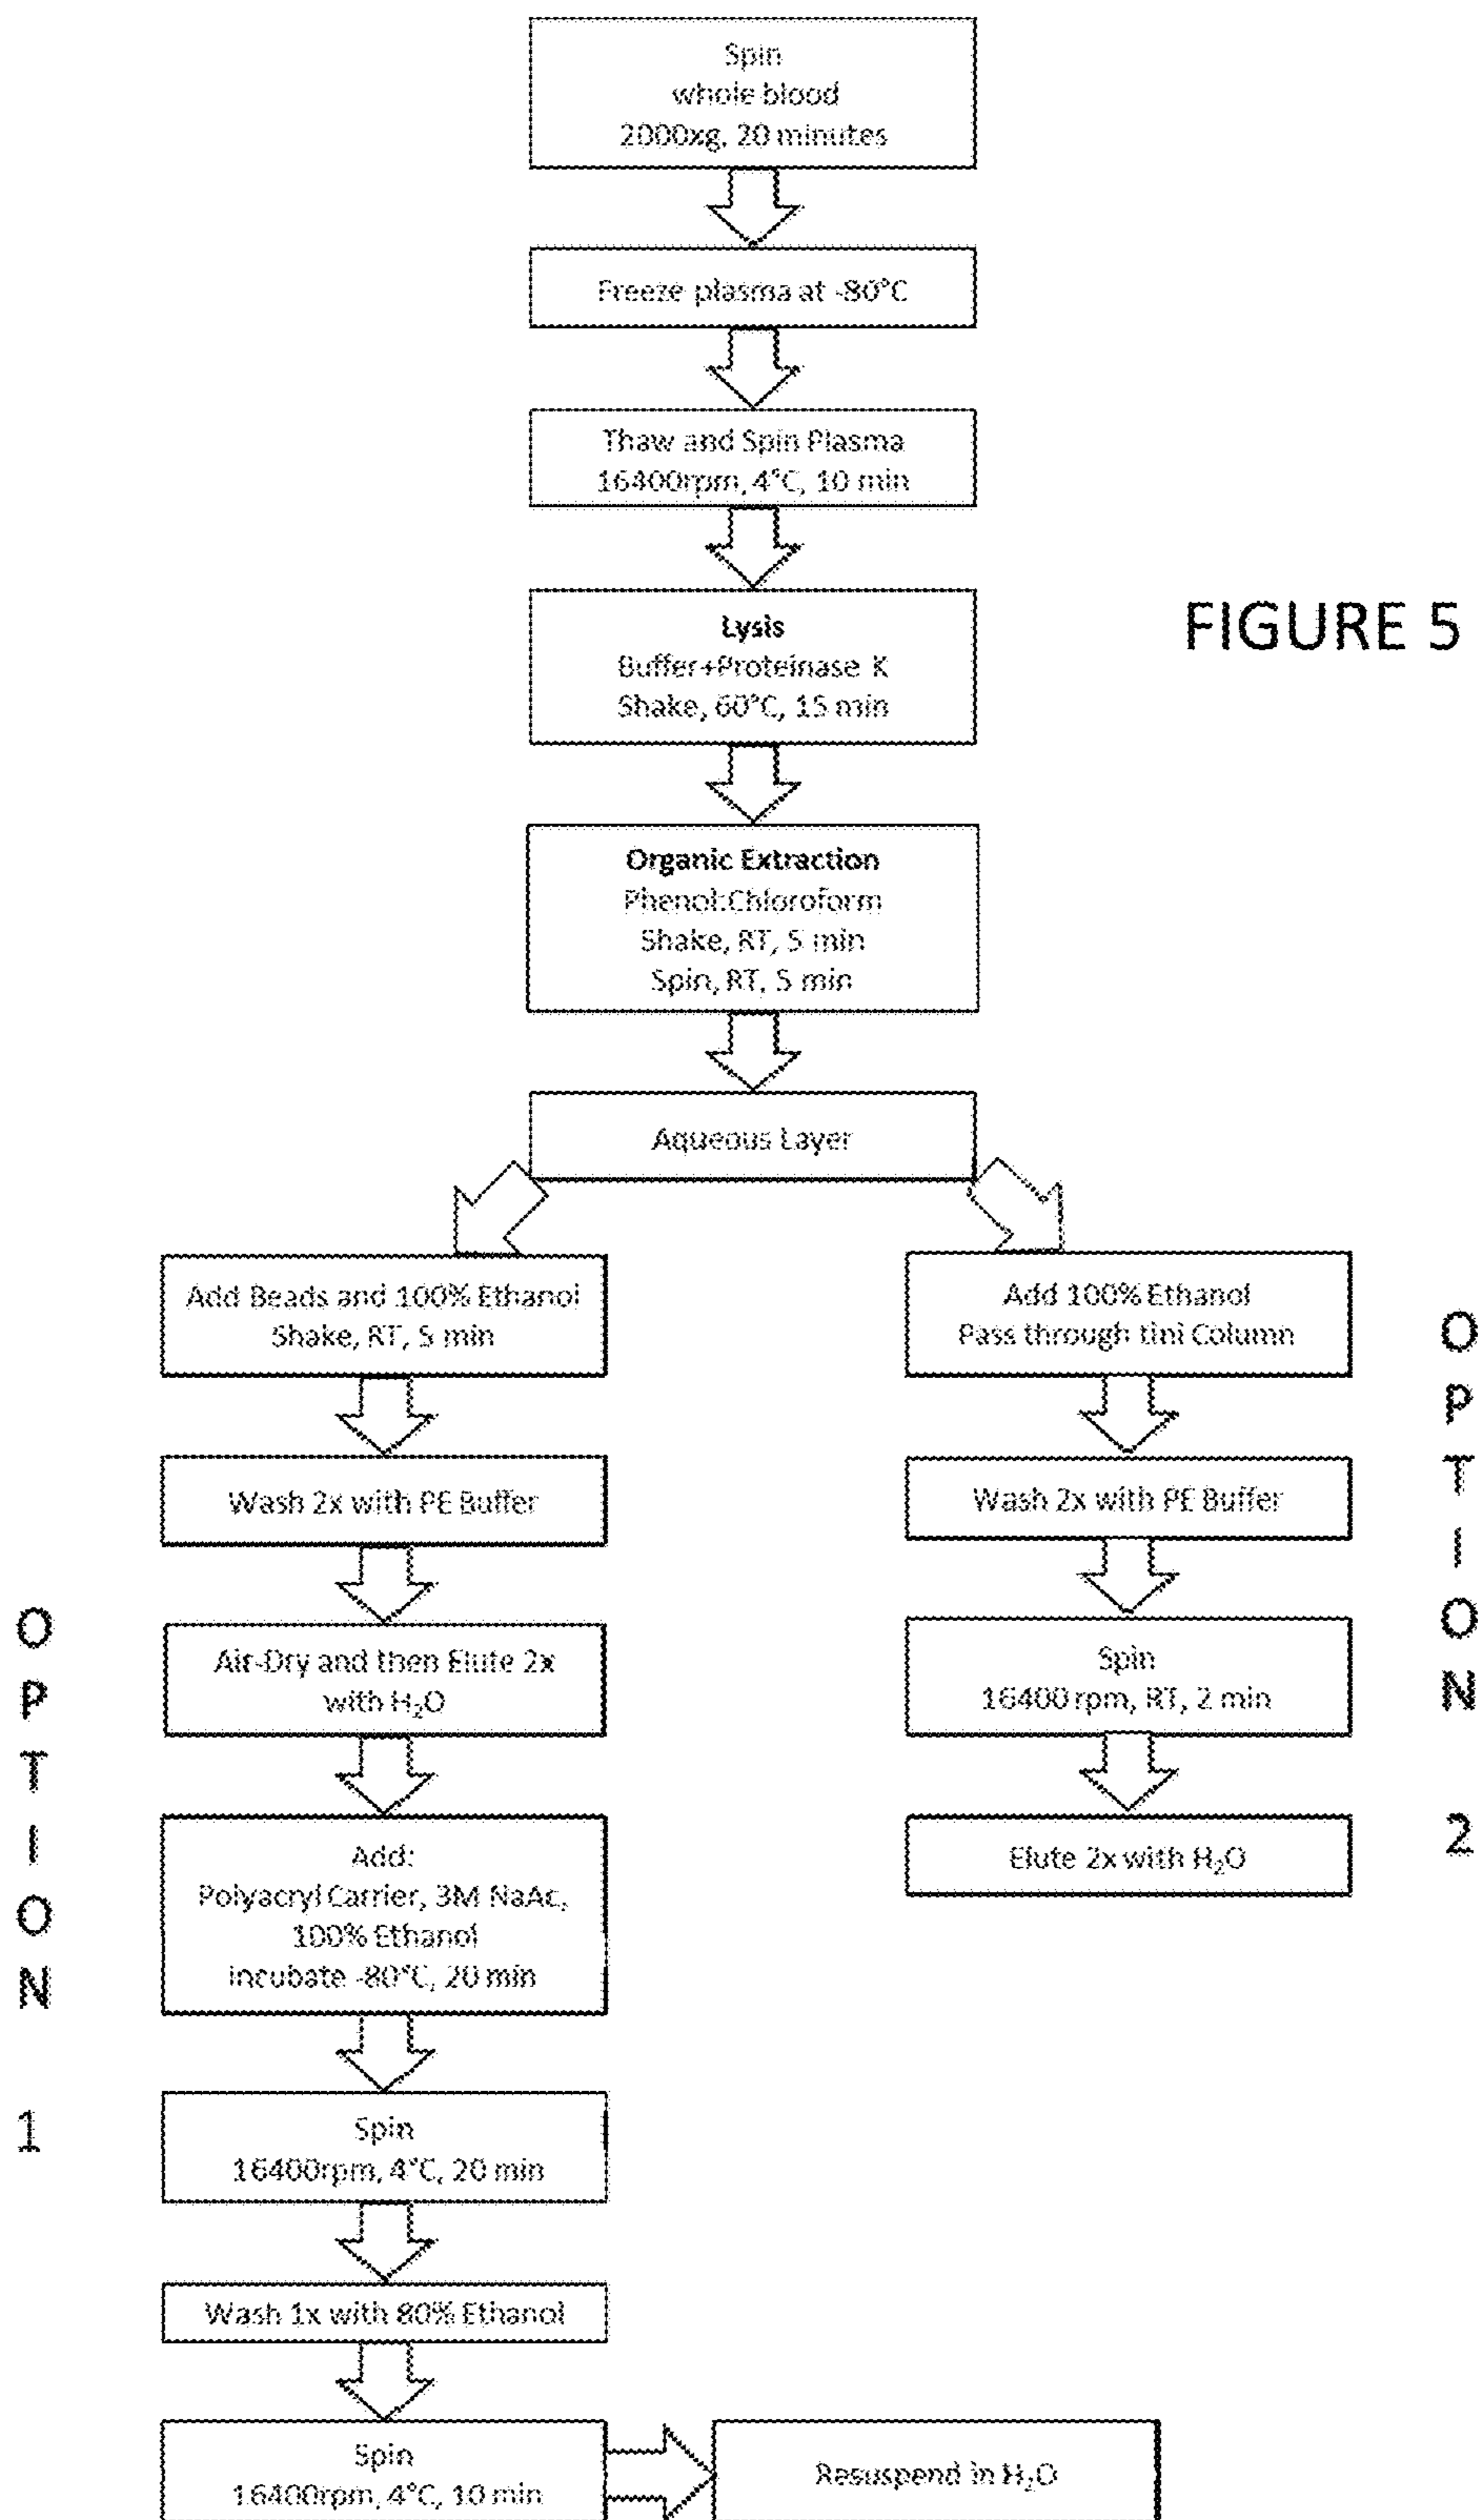 Spin
whole blood
2000xg, 20 minutes
Freeze plasma at -80°C
Thaw and Spin Plasma
16400rpm, 4°C, 10 min
Lysis
Buffer+Proteinase K
Shake, 60°C, 15 min
FIGURE 5
Organic Extraction
Phenol:Chloroform
Shake, RT, 5 min
Spin, RT, 5 min
Aqueous Layer
OPTION 1
Add Beads and 100% Ethanol
Shake, RT, 5 min
Wash 2x with PE Buffer
Air-Dry and then Elute 2x
with H₂O
Add:
Polyacryl Carrier, 3M NaAc,
100% Ethanol
incubate -80°C, 20 min
Spin
16400rpm, 4°C, 20 min
Wash 1x with 80% Ethanol
Spin
16400rpm, 4°C, 10 min
Resuspend in H₂O
OPTION 2
Add 100% Ethanol
Pass through tini Column
Wash 2x with PE Buffer
Spin
16400 rpm, RT, 2 min
Elute 2x with H₂O